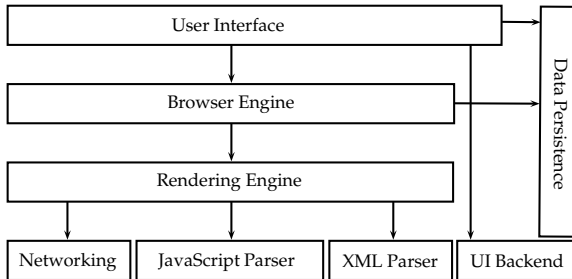 User Interface
Data Persistence
Browser Engine
Rendering Engine
Networking
JavaScript Parser
XML Parser
UI Backend